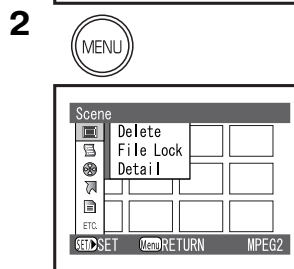 2
MENU
Scene
Delete
File Lock
Detail
ETC.
SET/▶ SET MENU RETURN MPEG2